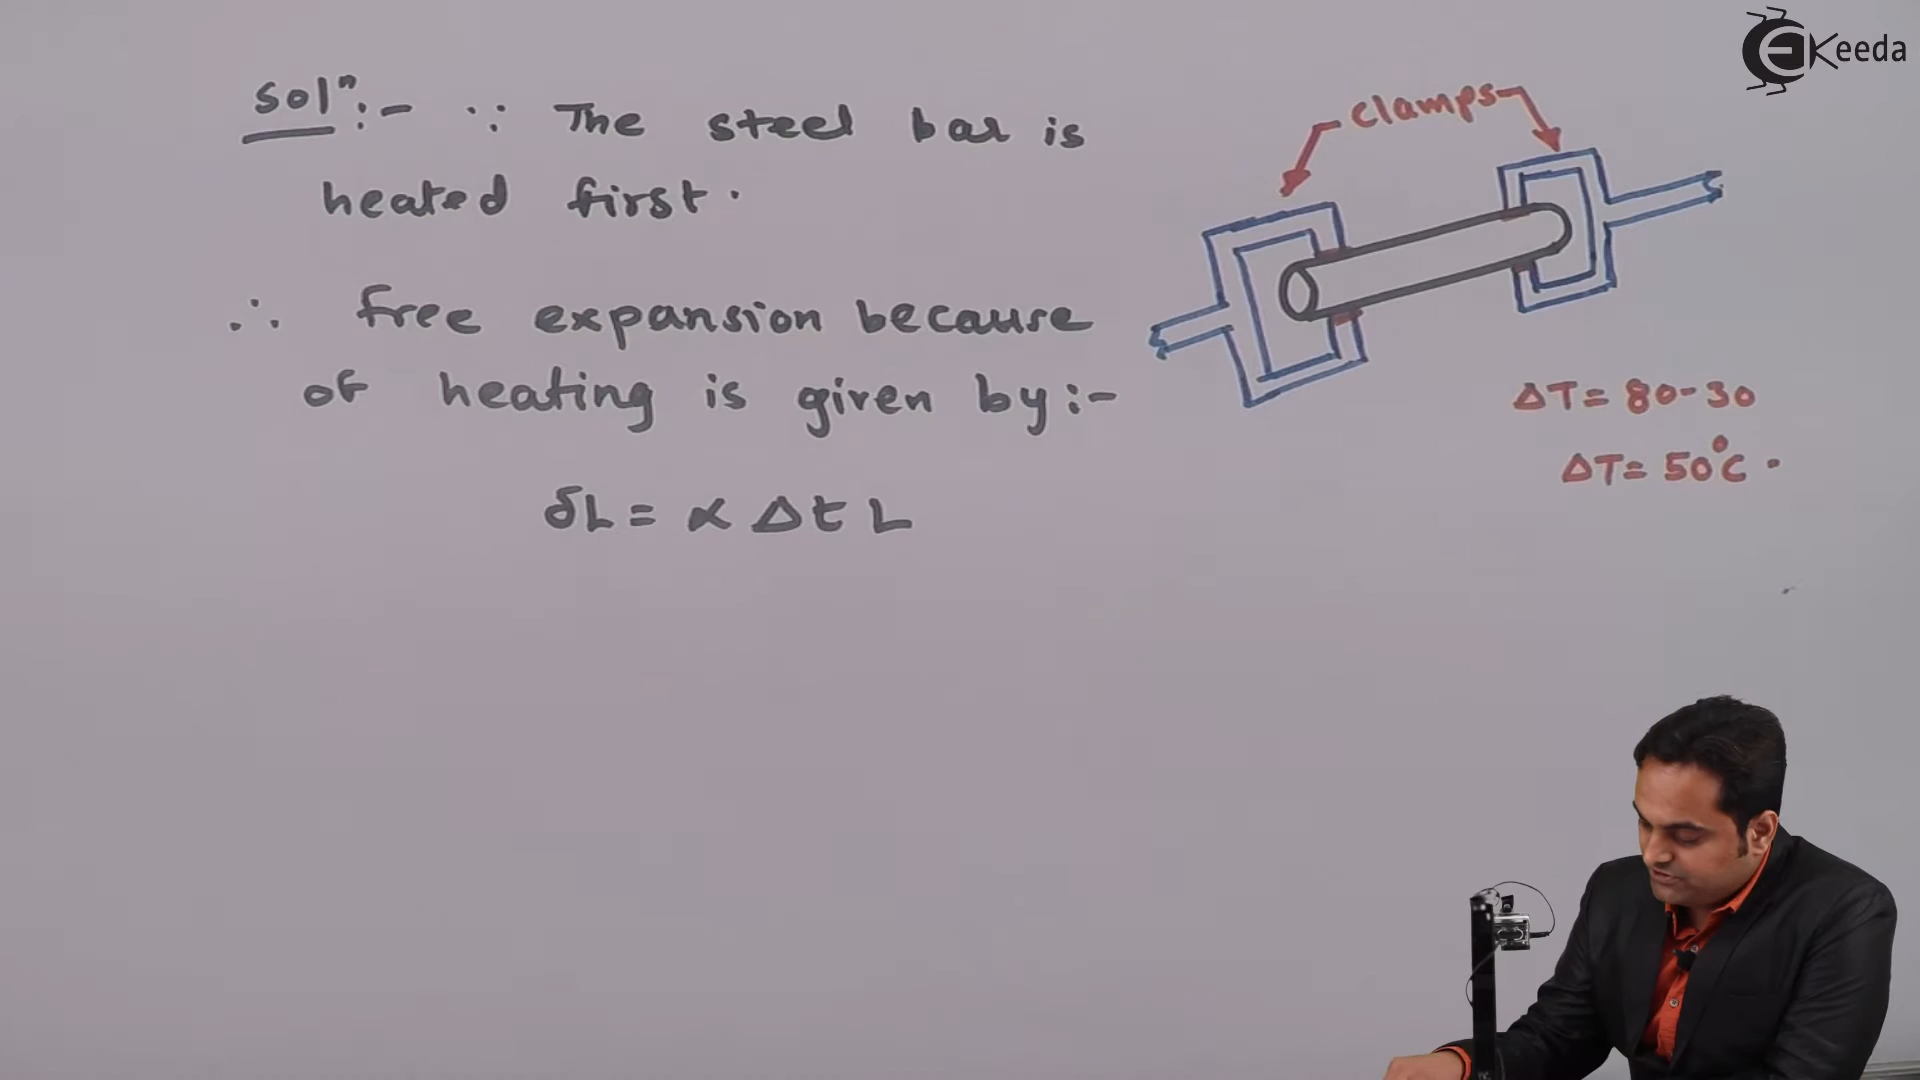 solⁿ:- ∵ The steel bar is
heated first.
∴ free expansion because
of heating is given by:-
δL = α Δt L
clamps
ΔT = 80-30
ΔT = 50°C.
EKeeda